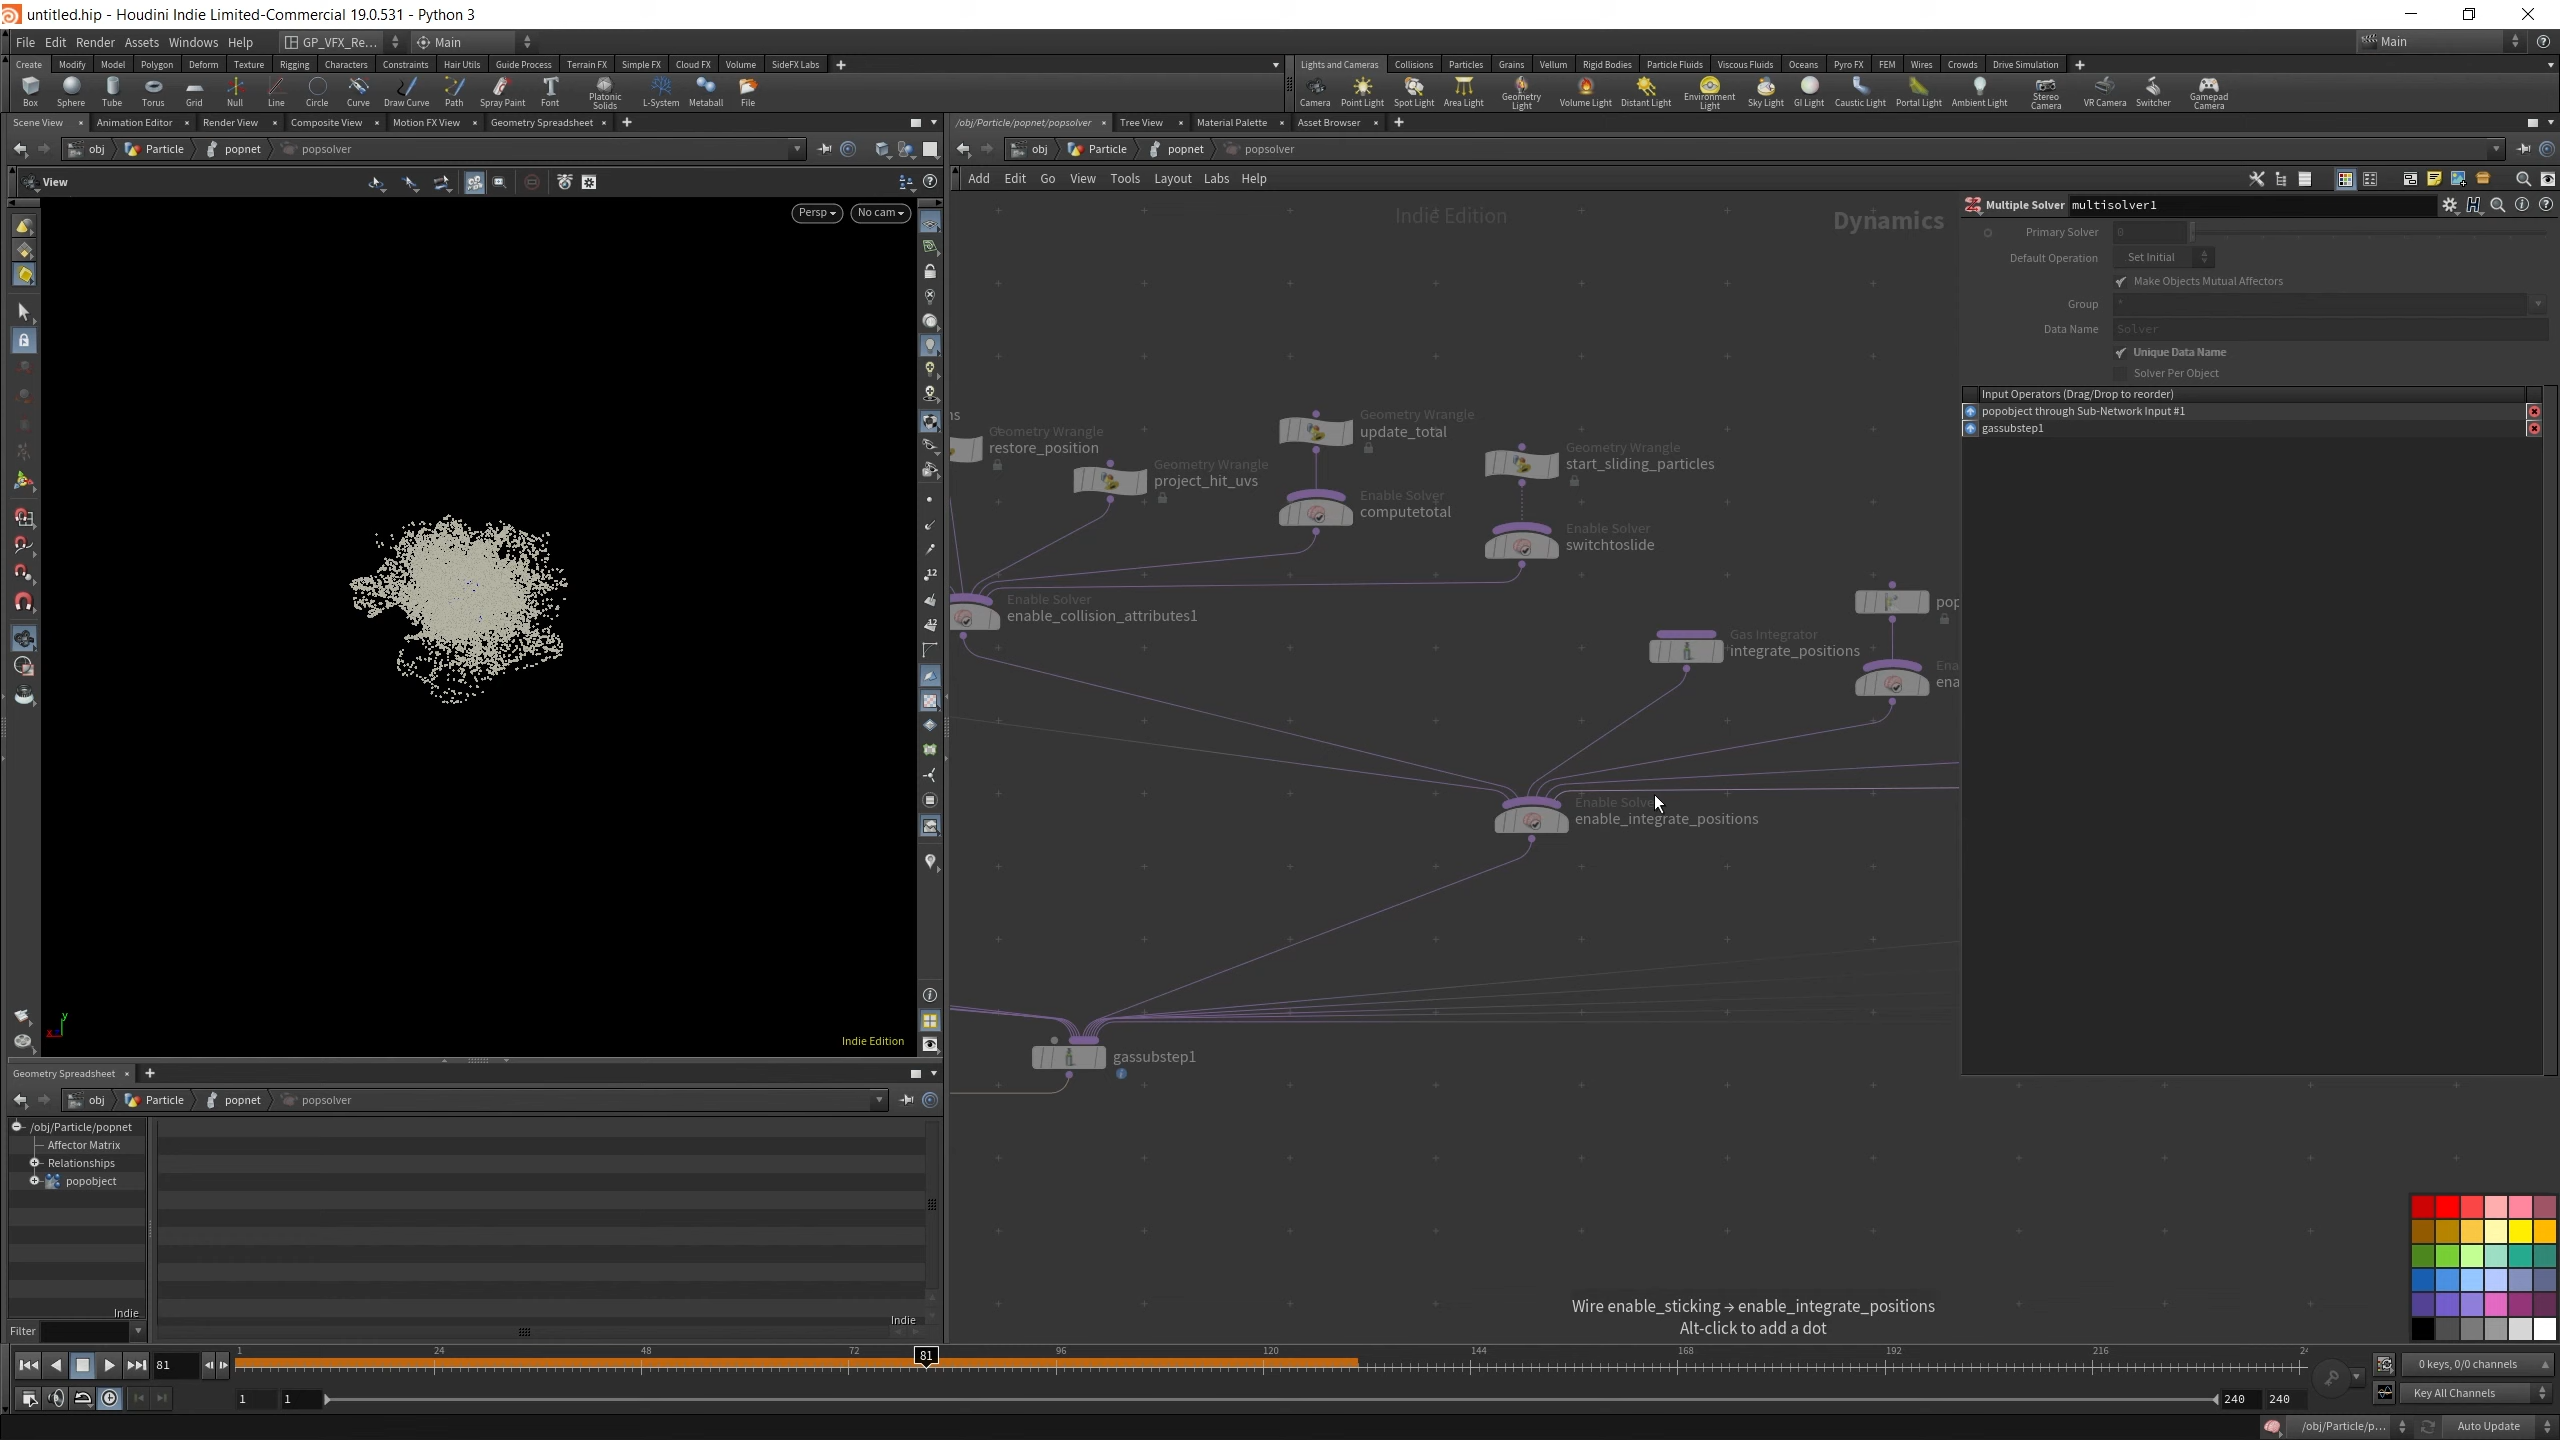 untitled.hip - Houdini Indie Limited-Commercial 19.0.531 - Python 3
File Edit Render Assets Windows Help GP_VFX_Re... Main Main
Create Modify Model Polygon Deform Texture Rigging Characters Constraints Hair Utils Guide Process Terrain FX Simple FX Cloud FX Volume SideFX Labs
Lights and Cameras Collisions Particles Grains Vellum Rigid Bodies Particle Fluids Viscous Fluids Oceans Pyro FX FEM Wires Crowds Drive Simulation
Box Sphere Tube Torus Grid Null Line Circle Curve Draw Curve Path Spray Paint Font Platonic Solids L-System Metaball File
Camera Point Light Spot Light Area Light Geometry Light Volume Light Distant Light Environment Light Sky Light GI Light Caustic Light Portal Light Ambient Light Stereo Camera VR Camera Switcher Gamepad Camera
Scene View Animation Editor Render View Composite View Motion FX View Geometry Spreadsheet
/obj/Particle/popnet/popsolver Tree View Material Palette Asset Browser
obj Particle popnet popsolver
obj Particle popnet popsolver
View
Add Edit Go View Tools Layout Labs Help
Persp No cam
Indie Edition
Dynamics
Multiple Solver multisolver1
Primary Solver 0
Default Operation Set Initial
Make Objects Mutual Affectors
Group *
Data Name Solver
Unique Data Name
Solver Per Object
Input Operators (Drag/Drop to reorder)
popobject through Sub-Network Input #1
gassubstep1
ns
Geometry Wrangle
restore_position
Geometry Wrangle
project_hit_uvs
Geometry Wrangle
update_total
Enable Solver
computetotal
Geometry Wrangle
start_sliding_particles
Enable Solver
switchtoslide
Enable Solver
enable_collision_attributes1
pop
Gas Integrator
integrate_positions
Ena
ena
Enable Solve
enable_integrate_positions
gassubstep1
12
12
y
x
Indie Edition
Geometry Spreadsheet
obj Particle popnet popsolver
/obj/Particle/popnet
Affector Matrix
Relationships
popobject
Indie
Indie
Filter
Wire enable_sticking → enable_integrate_positions
Alt-click to add a dot
81
1 24 48 72 81 96 120 144 168 192 216 24
0 keys, 0/0 channels
1 1 240 240
Key All Channels
/obj/Particle/p... Auto Update